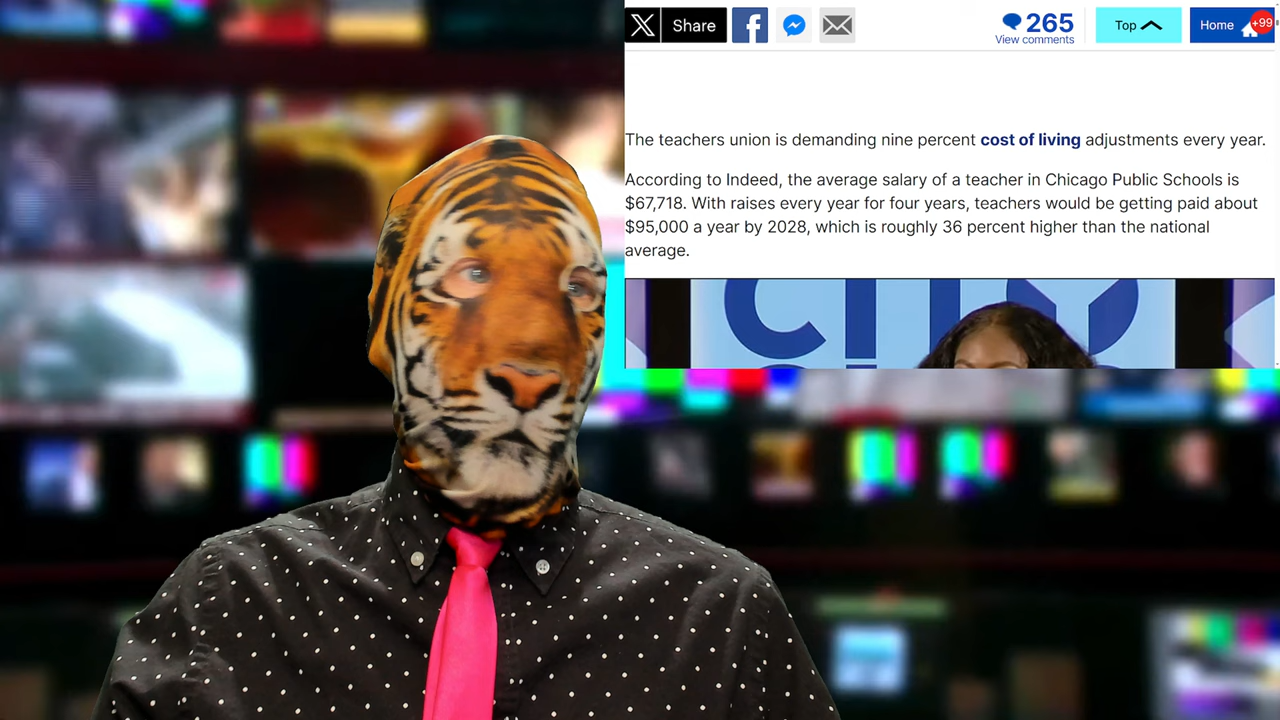 Share
265
View comments
Top
Home
+99
The teachers union is demanding nine percent cost of living adjustments every year.
According to Indeed, the average salary of a teacher in Chicago Public Schools is
$67,718. With raises every year for four years, teachers would be getting paid about
$95,000 a year by 2028, which is roughly 36 percent higher than the national
average.